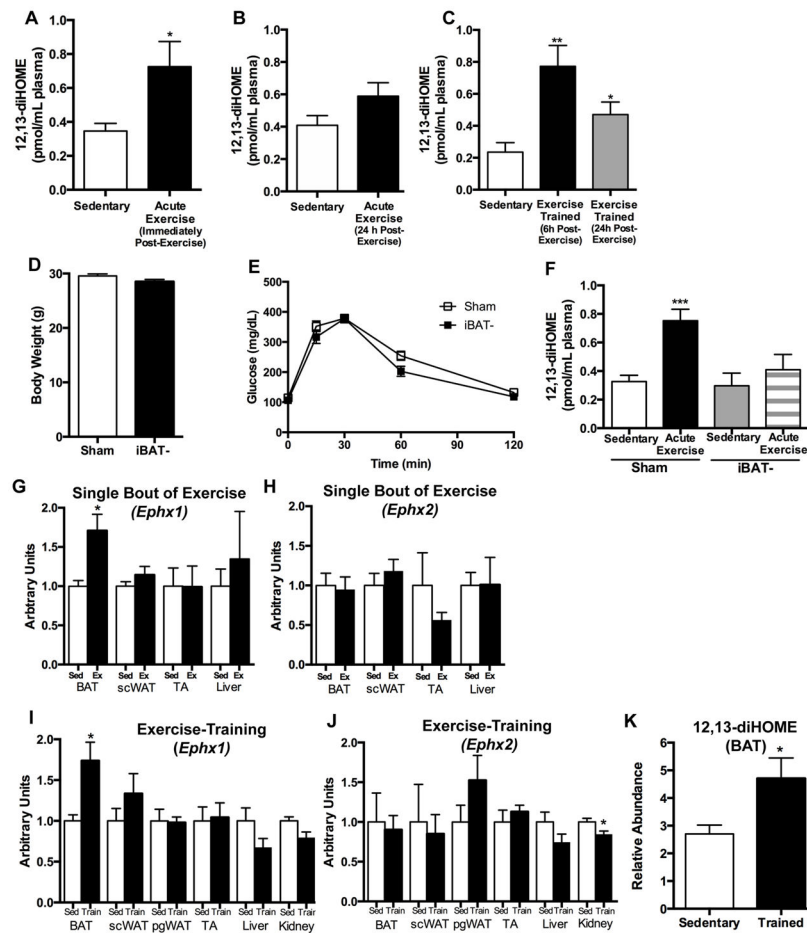 A
12,13-diHOME
(pmol/mL plasma)
1.0
0.8
0.6
0.4
0.2
0.0
*
Sedentary
Acute
Exercise
(Immediately
Post-Exercise)
B
12,13-diHOME
(pmol/mL plasma)
1.0
0.8
0.6
0.4
0.2
0.0
Sedentary
Acute
Exercise
(24 h Post-
Exercise)
C
12,13-diHOME
(pmol/mL plasma)
1.0
0.8
0.6
0.4
0.2
0.0
**
*
Sedentary
Exercise
Trained
(6h Post-
Exercise)
Exercise
Trained
(24h Post-
Exercise)
D
Body Weight (g)
30
20
10
0
Sham
iBAT-
E
Glucose (mg/dL)
500
400
300
200
100
0
Sham
iBAT-
0 30 60 90 120
Time (min)
F
12,13-diHOME
(pmol/mL plasma)
1.0
0.8
0.6
0.4
0.2
0.0
***
Sedentary
Acute
Exercise
Sedentary
Acute
Exercise
Sham
iBAT-
G
Single Bout of Exercise
(Ephx1)
Arbtrary Units
2.0
1.5
1.0
0.5
0.0
*
Sed Ex Sed Ex Sed Ex Sed Ex
BAT scWAT TA Liver
H
Single Bout of Exercise
(Ephx2)
Arbitrary Units
2.0
1.5
1.0
0.5
0.0
Sed Ex Sed Ex Sed Ex Sed Ex
BAT scWAT TA Liver
I
Exercise-Training
(Ephx1)
Arbitrary Units
2.0
1.5
1.0
0.5
0.0
*
Sed Train Sed Train Sed Train Sed Train Sed Train Sed Train
BAT scWAT pgWAT TA Liver Kidney
J
Exercise-Training
(Ephx2)
Arbitrary Units
2.0
1.5
1.0
0.5
0.0
*
Sed Train Sed Train Sed Train Sed Train Sed Train Sed Train
BAT scWAT pgWAT TA Liver Kidney
K
12,13-diHOME
(BAT)
*
Relative Abundance
6
5
4
3
2
1
0
Sedentary
Trained